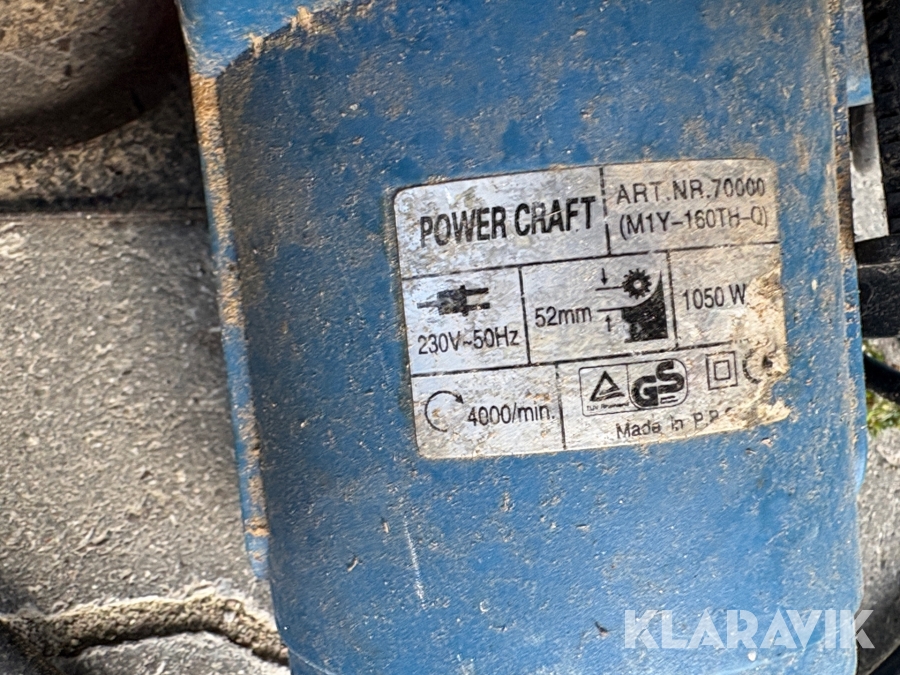 POWER CRAFT
ART.NR.70000
(M1Y-160TH-Q)
230V~50Hz
52mm
1050 W
4000/min.
GS
Made in P.R.
KLARAVIK